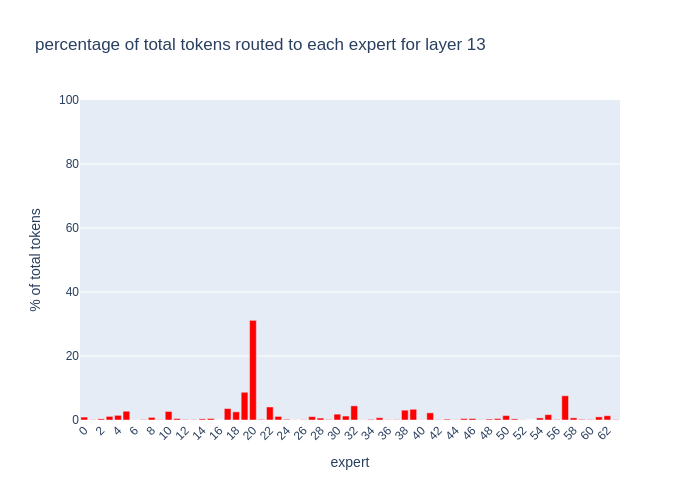 percentage of total tokens routed to each expert for layer 13
100
80
60
40
20
0
% of total tokens
0 2 4 6 8 10 12 14 16 18 20 22 24 26 28 30 32 34 36 38 40 42 44 46 48 50 52 54 56 58 60 62
expert